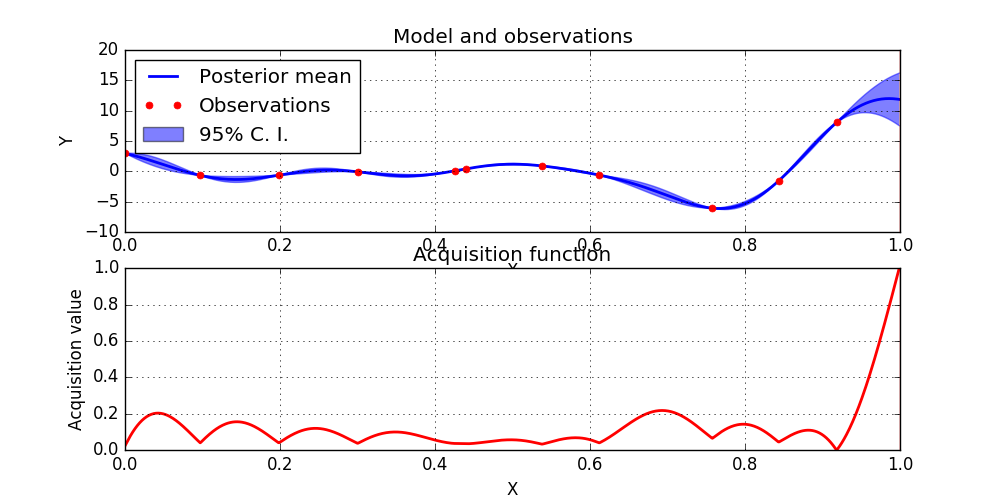 Model and observations
20
15
10
5
0
−5
−10
Y
Posterior mean
Observations
95% C. I.
0.0 0.2 0.4 0.6 0.8 1.0
X
Acquisition function
1.0
0.8
0.6
0.4
0.2
0.0
Acquisition value
0.0 0.2 0.4 0.6 0.8 1.0
X